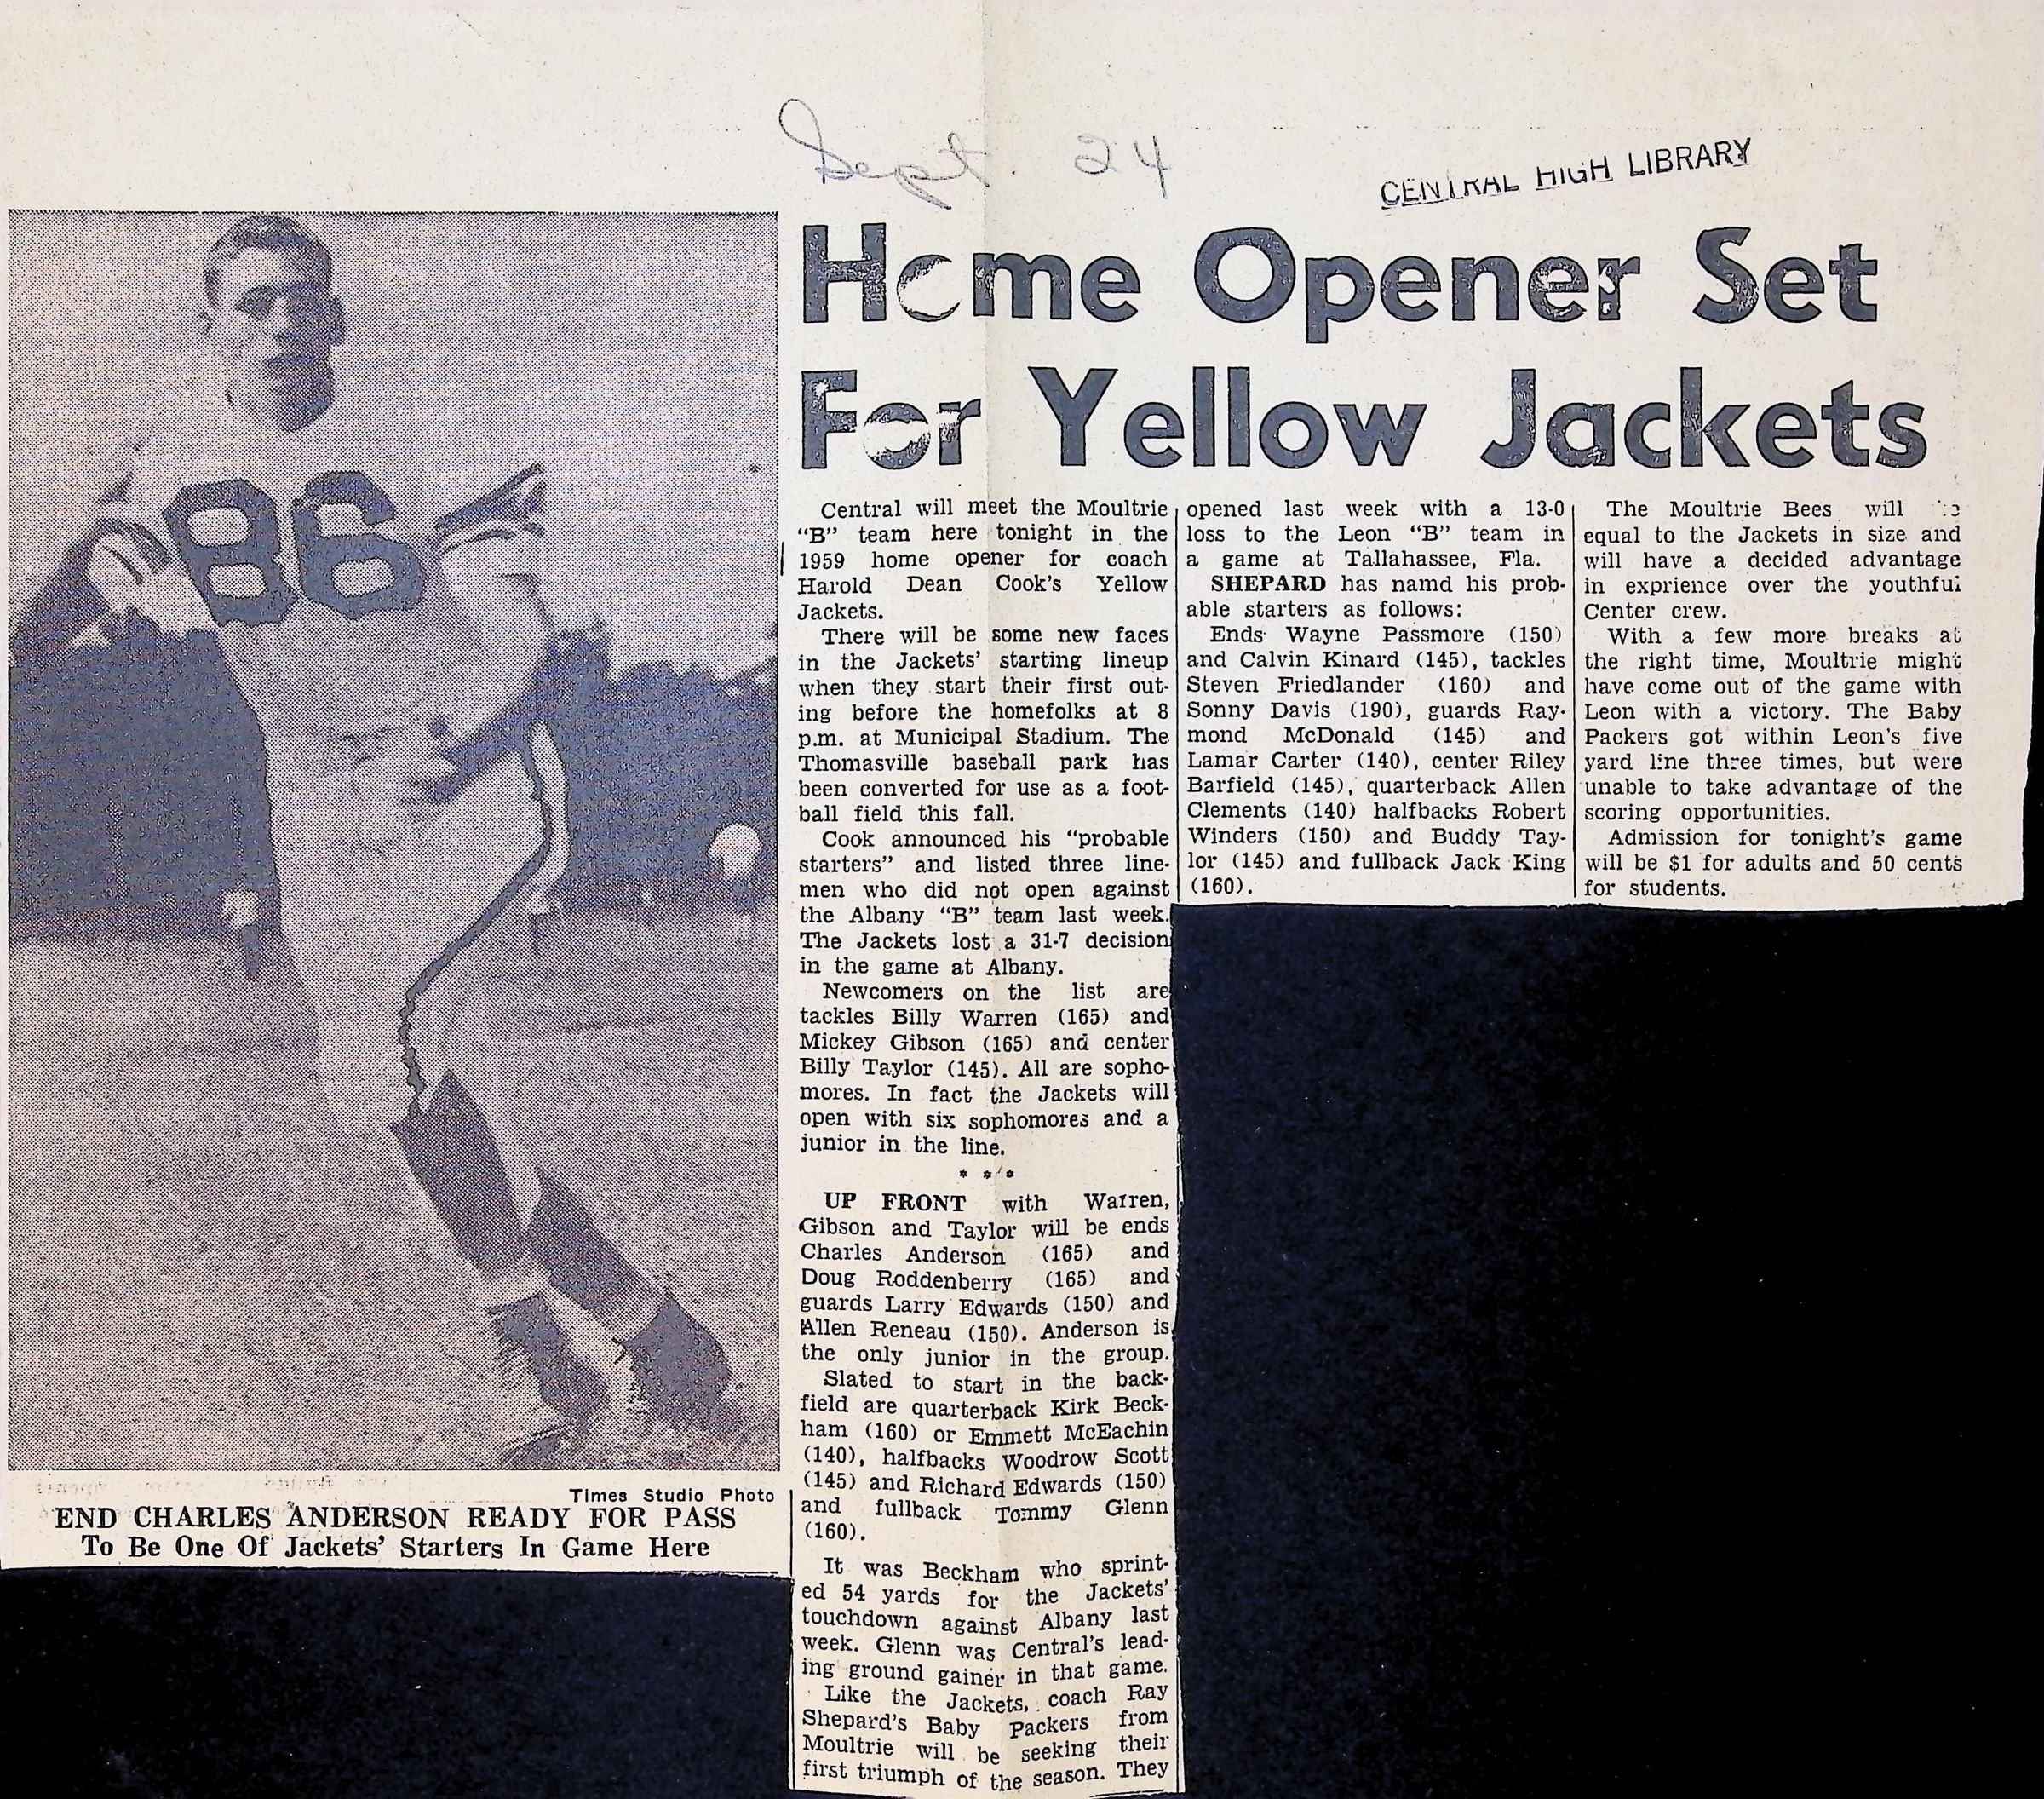 Sept. 24
CENTRAL HIGH LIBRARY
Home Opener Set
For Yellow Jackets
Central will meet the Moultrie
“B” team here tonight in the
1959 home opener for coach
Harold Dean Cook's Yellow
Jackets.
There will be some new faces
in the Jackets' starting lineup
when they start their first out-
ing before the homefolks at 8
p.m. at Municipal Stadium. The
Thomasville baseball park has
been converted for use as a foot-
ball field this fall.
Cook announced his “probable
starters” and listed three line-
men who did not open against
the Albany “B” team last week.
The Jackets lost a 31-7 decision
in the game at Albany.
Newcomers on the list are
tackles Billy Warren (165) and
Mickey Gibson (165) and center
Billy Taylor (145). All are sopho-
mores. In fact the Jackets will
open with six sophomores and a
junior in the line.
* * *
UP FRONT with Warren,
Gibson and Taylor will be ends
Charles Anderson (165) and
Doug Roddenberry (165) and
guards Larry Edwards (150) and
Allen Reneau (150). Anderson is
the only junior in the group.
Slated to start in the back-
field are quarterback Kirk Beck-
ham (160) or Emmett McEachin
(140), halfbacks Woodrow Scott
(145) and Richard Edwards (150)
and fullback Tommy Glenn
(160).
It was Beckham who sprint-
ed 54 yards for the Jackets'
touchdown against Albany last
week. Glenn was Central's lead-
ing ground gainer in that game.
Like the Jackets, coach Ray
Shepard's Baby Packers from
Moultrie will be seeking their
first triumph of the season. They
opened last week with a 13-0
loss to the Leon “B” team in
a game at Tallahassee, Fla.
SHEPARD has namd his prob-
able starters as follows:
Ends Wayne Passmore (150)
and Calvin Kinard (145), tackles
Steven Friedlander (160) and
Sonny Davis (190), guards Ray-
mond McDonald (145) and
Lamar Carter (140), center Riley
Barfield (145), quarterback Allen
Clements (140) halfbacks Robert
Winders (150) and Buddy Tay-
lor (145) and fullback Jack King
(160).
The Moultrie Bees will
equal to the Jackets in size and
will have a decided advantage
in exprience over the youthful
Center crew.
With a few more breaks at
the right time, Moultrie might
have come out of the game with
Leon with a victory. The Baby
Packers got within Leon's five
yard line three times, but were
unable to take advantage of the
scoring opportunities.
Admission for tonight's game
will be $1 for adults and 50 cents
for students.
Times Studio Photo
END CHARLES ANDERSON READY FOR PASS
To Be One Of Jackets' Starters In Game Here
86